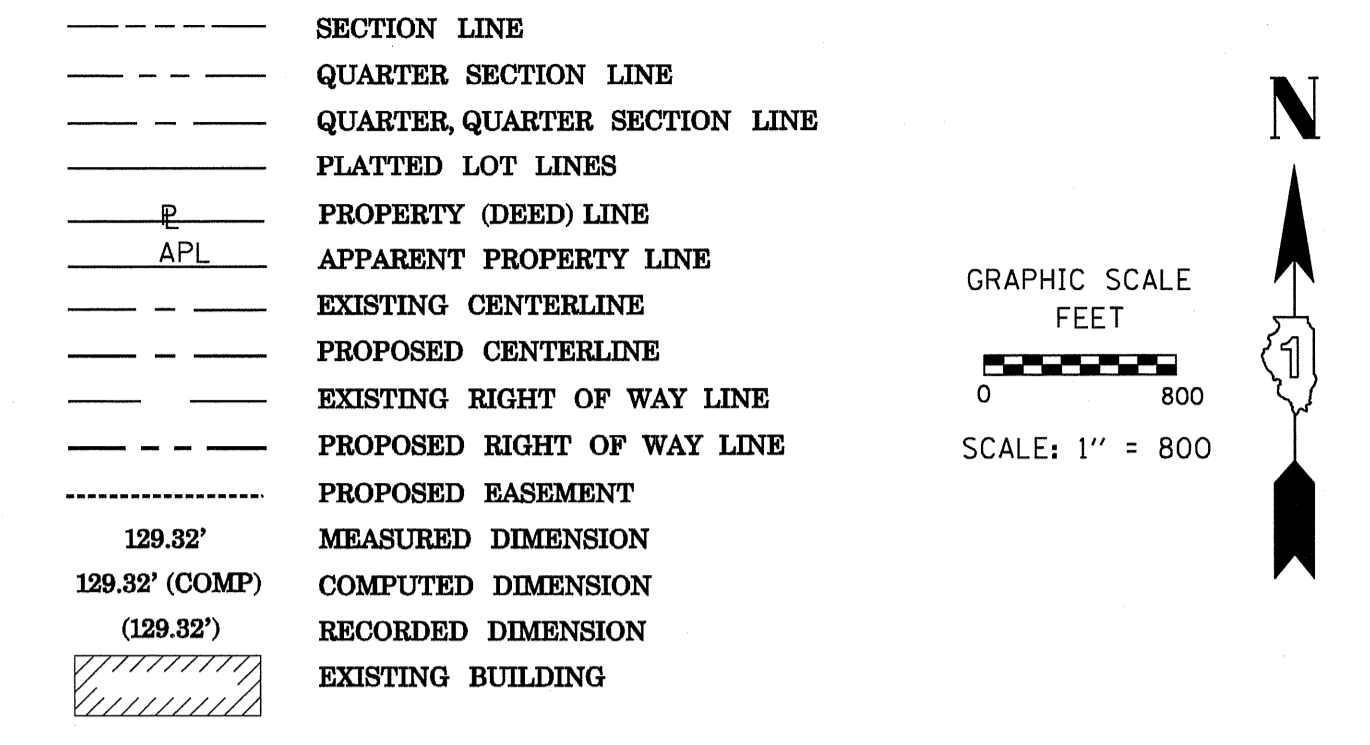 SECTION LINE
QUARTER SECTION LINE
QUARTER, QUARTER SECTION LINE
PLATTED LOT LINES
PL PROPERTY (DEED) LINE
APL APPARENT PROPERTY LINE
EXISTING CENTERLINE
PROPOSED CENTERLINE
EXISTING RIGHT OF WAY LINE
PROPOSED RIGHT OF WAY LINE
PROPOSED EASEMENT
129.32' MEASURED DIMENSION
129.32' (COMP) COMPUTED DIMENSION
(129.32') RECORDED DIMENSION
EXISTING BUILDING
GRAPHIC SCALE
FEET
0 800
SCALE: 1'' = 800
N
1